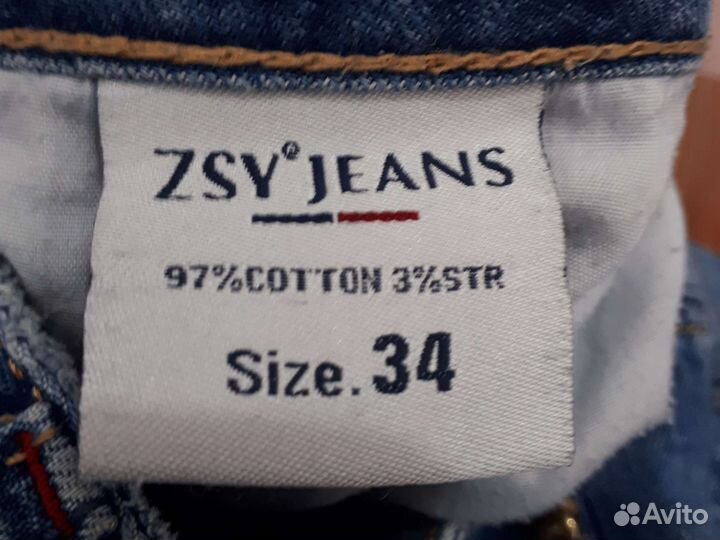 ZSY® JEANS
97%COTTON 3%STR
Size.34
Avito